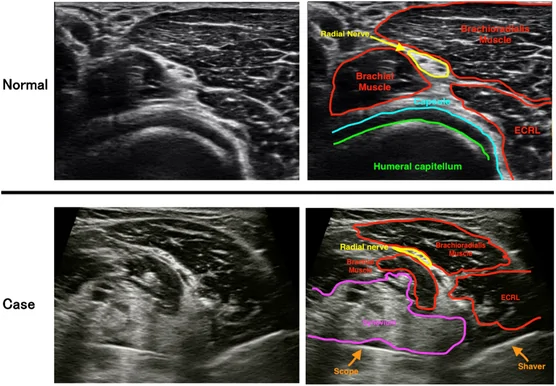 Normal
Radial Nerve
Brachioradialis
Muscle
Brachial
Muscle
Capsule
ECRL
Humeral capitellum
Case
Radial nerve
Brachioradialis
Muscle
Muscle
ECRL
Scope
Shaver